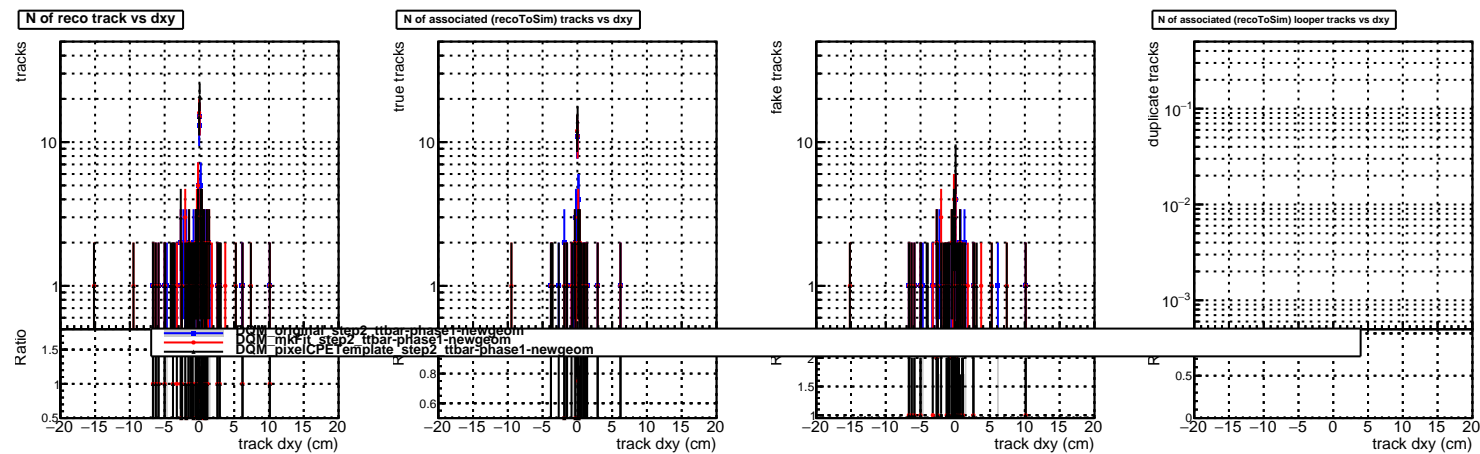 N of reco track vs dxy
N of associated (recoToSim) tracks vs dxy
N of associated (recoToSim) looper tracks vs dxy
tracks
10
1
Ratio
1.5
1
0.5
−20 −15 −10 −5 0 5 10 15 20
track dxy (cm)
true tracks
10
1
0.8
0.6
−20 −15 −10 −5 0 5 10 15 20
track dxy (cm)
fake tracks
10
1
2
1.5
1
−20 −15 −10 −5 0 5 10 15 20
track dxy (cm)
duplicate tracks
10−1
10−2
10−3
0.5
0
−20 −15 −10 −5 0 5 10 15 20
track dxy (cm)
DQM_original_step2_ttbar-phase1-newgeom
DQM_mkFit_step2_ttbar-phase1-newgeom
DQM_pixelCPETemplate_step2_ttbar-phase1-newgeom